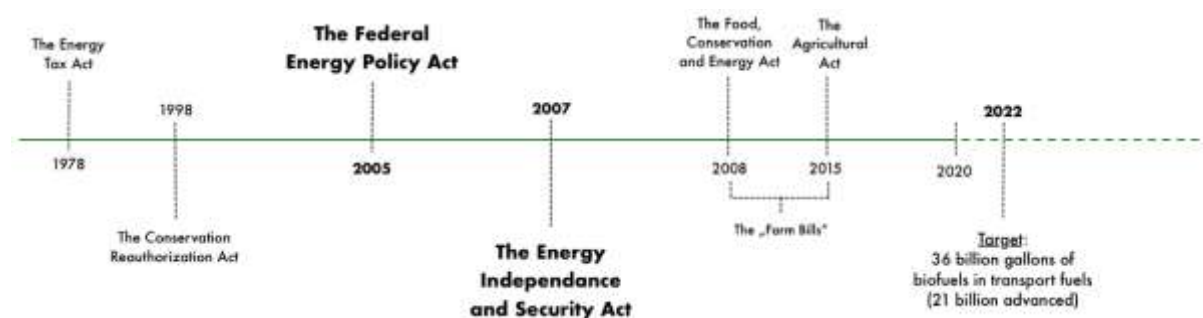 The Energy
Tax Act
1978
1998
The Conservation
Reauthorization Act
The Federal
Energy Policy Act
2005
2007
The Energy
Independance
and Security Act
The Food,
Conservation
and Energy Act
2008
The
Agricultural
Act
2015
The „Farm Bills"
2020
2022
Target:
36 billion gallons of
biofuels in transport fuels
(21 billion advanced)